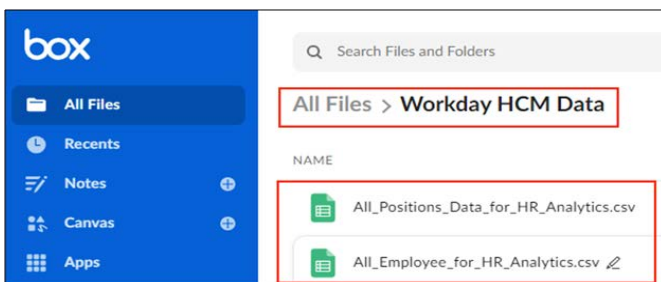 box
All Files
Recents
Notes
Canvas
Apps
Search Files and Folders
All Files > Workday HCM Data
NAME
All_Positions_Data_for_HR_Analytics.csv
All_Employee_for_HR_Analytics.csv